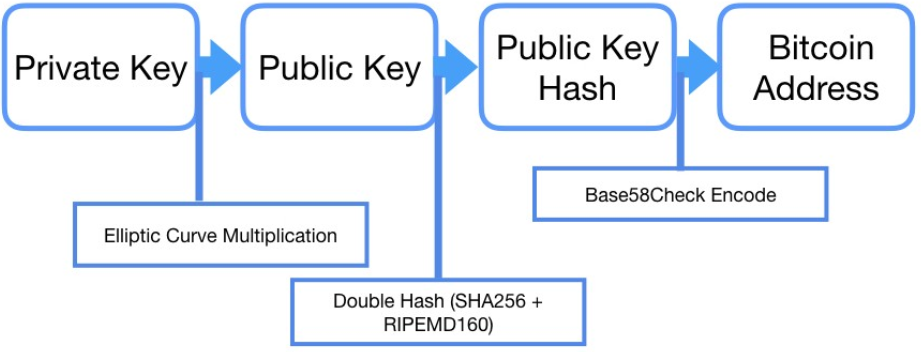 Private Key
Public Key
Public Key
Hash
Bitcoin
Address
Elliptic Curve Multiplication
Double Hash (SHA256 +
RIPEMD160)
Base58Check Encode